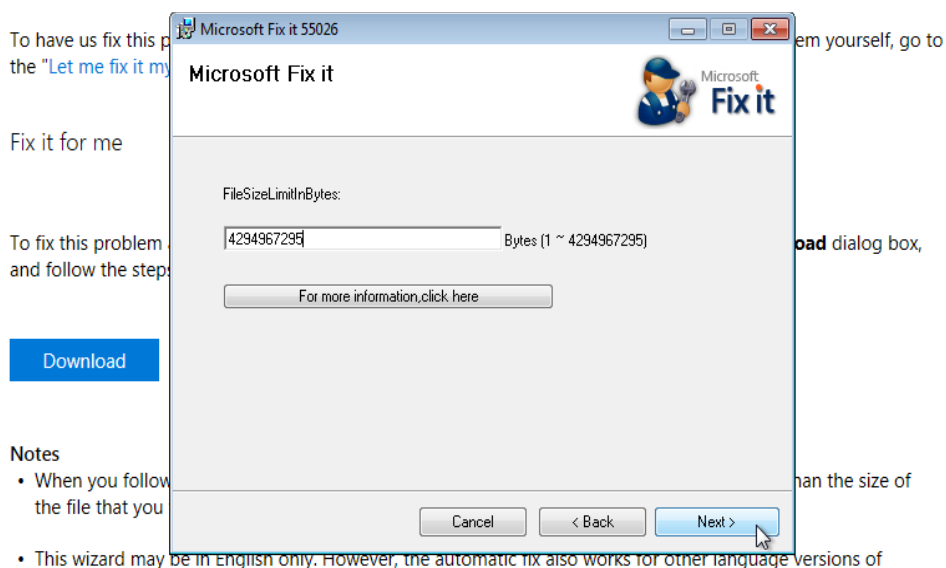 To have us fix this p
em yourself, go to
the "Let me fix it my
Microsoft Fix it 55026
Microsoft Fix it
Microsoft
Fix it
Fix it for me
FileSizeLimitInBytes:
4294967295
Bytes (1 ~ 4294967295)
To fix this problem
oad dialog box,
and follow the steps
For more information,click here
Download
Notes
• When you follow
han the size of
the file that you
Cancel
< Back
Next >
• This wizard may be in English only. However, the automatic fix also works for other language versions of